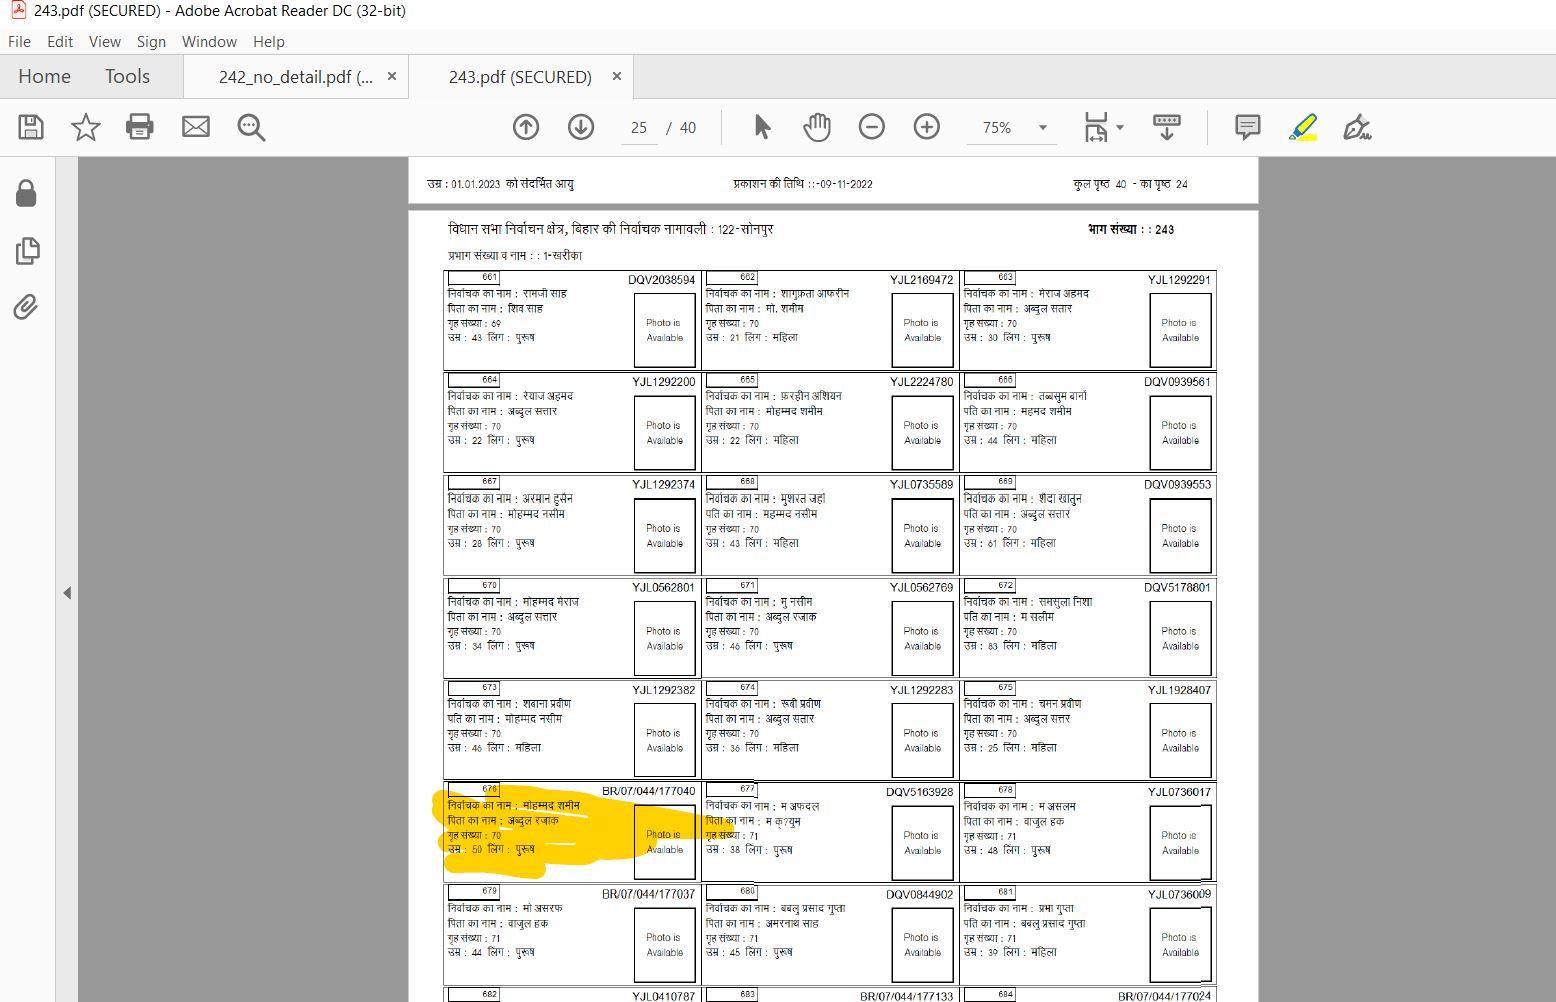 243.pdf (SECURED) - Adobe Acrobat Reader DC (32-bit)
File Edit View Sign Window Help
Home Tools 242_no_detail.pdf (... × 243.pdf (SECURED) ×
25 / 40 75%
उम्र : 01.01.2023 को संदर्भित आयु प्रकाशन की तिथि ::-09-11-2022 कुल पृष्ठ 40 - का पृष्ठ 24
विधान सभा निर्वाचन क्षेत्र, बिहार की निर्वाचक नामावली : 122-सोनपुर भाग संख्या : : 243
प्रभाग संख्या व नाम : : 1-खरीका
661 DQV2038594 662 YJL2169472 663 YJL1292291
निर्वाचक का नाम : रामजी साह निर्वाचक का नाम : शागुफ़ता आफरीन निर्वाचक का नाम : मेराज अहमद
पिता का नाम : शिव साह पिता का नाम : मो. शमीम पिता का नाम : अब्दुल सतार
गृह संख्या : 69 Photo is गृह संख्या : 70 Photo is गृह संख्या : 70 Photo is
उम्र : 43 लिंग : पुरूष Available उम्र : 21 लिंग : महिला Available उम्र : 30 लिंग : पुरूष Available
664 YJL1292200 665 YJL2224780 666 DQV0939561
निर्वाचक का नाम : रेयाज अहमद निर्वाचक का नाम : फ़रहीन अशियन निर्वाचक का नाम : तब्बसुम बानों
पिता का नाम : अब्दुल सत्तार पिता का नाम : मोहम्मद शमीम पति का नाम : महमद शमीम
गृह संख्या : 70 Photo is गृह संख्या : 70 Photo is गृह संख्या : 70 Photo is
उम्र : 22 लिंग : पुरूष Available उम्र : 22 लिंग : महिला Available उम्र : 44 लिंग : महिला Available
667 YJL1292374 668 YJL0735589 669 DQV0939553
निर्वाचक का नाम : अरमान हुसैन निर्वाचक का नाम : मुशरत जहां निर्वाचक का नाम : शैदा खातुन
पिता का नाम : मोहम्मद नसीम पति का नाम : महम्मद नसीम पति का नाम : अब्दुल सत्तार
गृह संख्या : 70 Photo is गृह संख्या : 70 Photo is गृह संख्या : 70 Photo is
उम्र : 28 लिंग : पुरूष Available उम्र : 43 लिंग : महिला Available उम्र : 61 लिंग : महिला Available
670 YJL0562801 671 YJL0562769 672 DQV5178801
निर्वाचक का नाम : मोहम्मद मेराज निर्वाचक का नाम : मु नसीम निर्वाचक का नाम : समसुला निशा
पिता का नाम : अब्दुल सत्तार पिता का नाम : अब्दुल रजाक पति का नाम : म सलीम
गृह संख्या : 70 Photo is गृह संख्या : 70 Photo is गृह संख्या : 70 Photo is
उम्र : 34 लिंग : पुरूष Available उम्र : 46 लिंग : पुरूष Available उम्र : 83 लिंग : महिला Available
673 YJL1292382 674 YJL1292283 675 YJL1928407
निर्वाचक का नाम : शबाना प्रवीण निर्वाचक का नाम : रूबी प्रवीण निर्वाचक का नाम : चमन प्रवीण
पति का नाम : मोहम्मद नसीम पिता का नाम : अब्दुल सतार पिता का नाम : अब्दुल सत्तर
गृह संख्या : 70 Photo is गृह संख्या : 70 Photo is गृह संख्या : 70 Photo is
उम्र : 46 लिंग : महिला Available उम्र : 36 लिंग : महिला Available उम्र : 25 लिंग : महिला Available
676 BR/07/044/177040 677 DQV5163928 678 YJL0736017
निर्वाचक का नाम : मोहम्मद शमीम निर्वाचक का नाम : म अफदल निर्वाचक का नाम : म असलम
पिता का नाम : अब्दुल रजाक पिता का नाम : म क्?युम पिता का नाम : वाजुल हक
गृह संख्या : 70 Photo is गृह संख्या : 71 Photo is गृह संख्या : 71 Photo is
उम्र : 50 लिंग : पुरूष Available उम्र : 38 लिंग : पुरूष Available उम्र : 48 लिंग : पुरूष Available
679 BR/07/044/177037 680 DQV0844902 681 YJL0736009
निर्वाचक का नाम : मो असरफ निर्वाचक का नाम : बबलु प्रसाद गुप्ता निर्वाचक का नाम : प्रभा गुप्ता
पिता का नाम : वाजुल हक पिता का नाम : अमरनाथ साह पति का नाम : बबलु प्रसाद गुप्ता
गृह संख्या : 71 Photo is गृह संख्या : 71 Photo is गृह संख्या : 71 Photo is
उम्र : 44 लिंग : पुरूष Available उम्र : 45 लिंग : पुरूष Available उम्र : 39 लिंग : महिला Available
682 YJL0410787 683 BR/07/044/177133 684 BR/07/044/177024